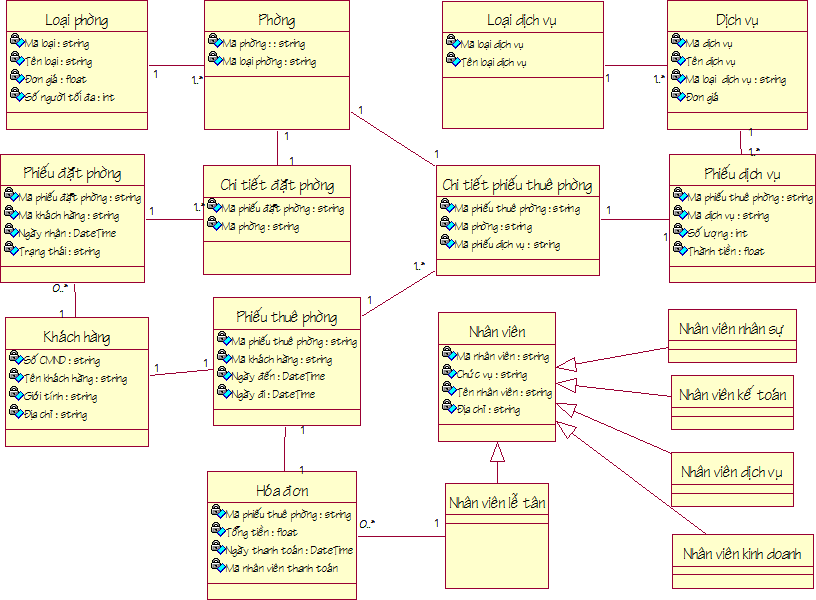 Loại phòng
Mã loại : string
Tên loại : string
Đơn giá : float
Số người tối đa : int
Phòng
Mã phòng : : string
Mã loại phòng : string
Loại dịch vụ
Mã loại dịch vụ
Tên loại dịch vụ
Dịch vụ
Mã dịch vụ
Tên dịch vụ
Mã loại dịch vụ : string
Đơn giá
1
1..*
1
1..*
1
1
1
1
1
1..*
Phiếu đặt phòng
Mã phiếu đặt phòng : string
Mã khách hàng : string
Ngày nhận : DateTime
Trạng thái : string
Chi tiết đặt phòng
Mã phiếu đặt phòng : string
Mã phòng : string
Chi tiết phiếu thuê phòng
Mã phiếu thuê phòng : string
Mã phòng : string
Mã phiếu dịch vụ : string
Phiếu dịch vụ
Mã phiếu thuê phòng : string
Mã dịch vụ : string
Số lượng : int
Thành tiền : float
1
1..*
1
1
0..*
1
1..*
1
Khách hàng
Số CMND : string
Tên khách hàng : string
Giới tính : string
Địa chỉ : string
Phiếu thuê phòng
Mã phiếu thuê phòng : string
Mã khách hàng : string
Ngày đến : DateTime
Ngày đi : DateTime
Nhân viên
Mã nhân viên : string
Chức vụ : string
Tên nhân viên : string
Địa chỉ : string
Nhân viên nhân sự
Nhân viên kế toán
Nhân viên dịch vụ
Nhân viên kinh doanh
1
1
1
1
Hóa đơn
Mã phiếu thuê phòng : string
Tổng tiền : float
Ngày thanh toán : DateTime
Mã nhân viên thanh toán
0..*
1
Nhân viên lễ tân